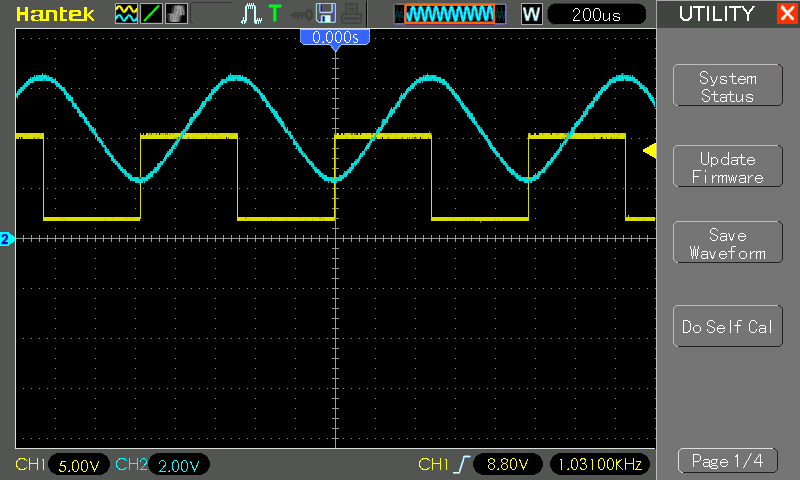 Hantek
T
W
200us
UTILITY
0.000s
System
Status
Update
Firmware
Save
Waveform
2
Do Self Cal
CH1 5.00V CH2 2.00V CH1 8.80V 1.03100KHz
Page 1/4